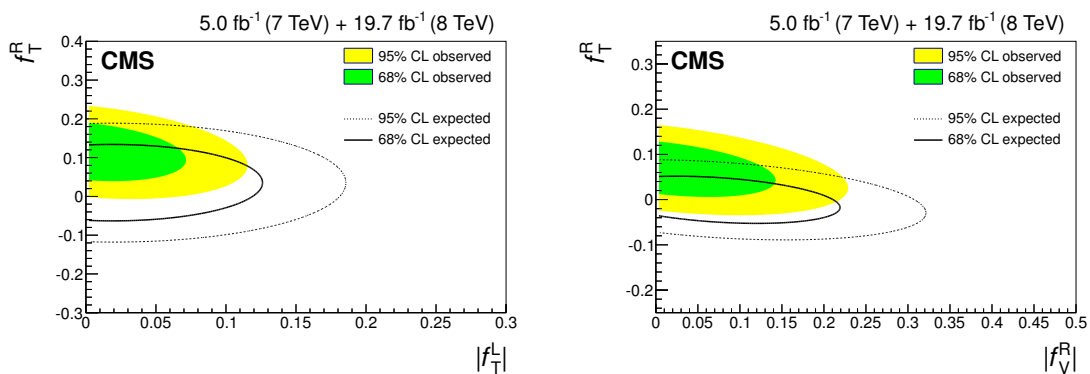 5.0 fb⁻¹ (7 TeV) + 19.7 fb⁻¹ (8 TeV)
f_T^R
CMS
95% CL observed
68% CL observed
95% CL expected
68% CL expected
0.4
0.3
0.2
0.1
0
-0.1
-0.2
-0.3
0 0.05 0.1 0.15 0.2 0.25 0.3
|f_T^L|
5.0 fb⁻¹ (7 TeV) + 19.7 fb⁻¹ (8 TeV)
f_T^R
CMS
95% CL observed
68% CL observed
95% CL expected
68% CL expected
0.3
0.2
0.1
0
-0.1
-0.2
0 0.05 0.1 0.15 0.2 0.25 0.3 0.35 0.4 0.45 0.5
|f_V^R|